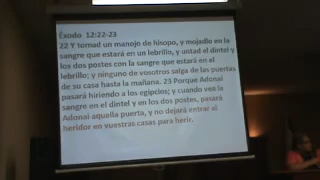 Éxodo 12:22-23
22 Y tomad un manojo de hisopo, y mojadlo en la
sangre que estará en un lebrillo, y untad el dintel y
los dos postes con la sangre que estará en el
lebrillo; y ninguno de vosotros salga de las puertas
de su casa hasta la mañana. 23 Porque Adonai
pasará hiriendo a los egipcios; y cuando vea la
sangre en el dintel y en los dos postes, pasará
Adonai aquella puerta, y no dejará entrar al
heridor en vuestras casas para herir.